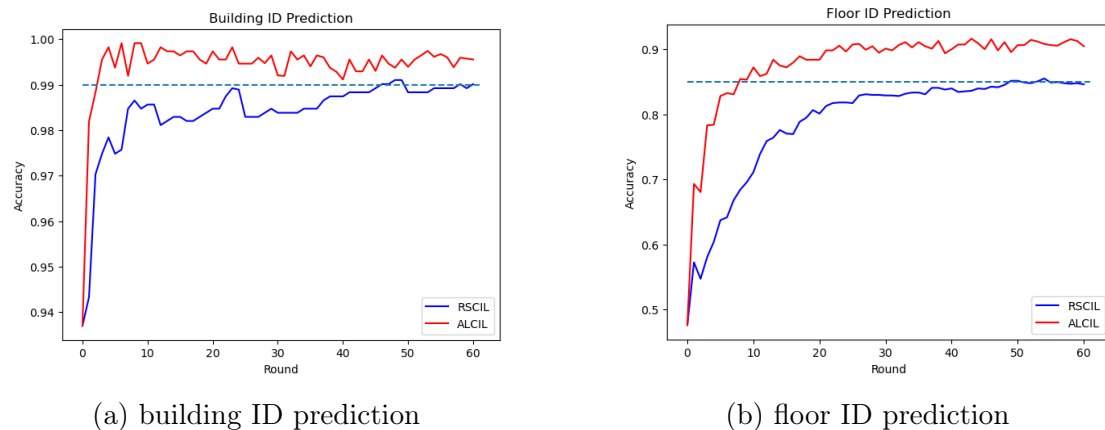 Building ID Prediction
1.00
0.99
0.98
0.97
0.96
0.95
0.94
Accuracy
0 10 20 30 40 50 60
Round
RSCIL
ALCIL
(a) building ID prediction
Floor ID Prediction
0.9
0.8
0.7
0.6
0.5
Accuracy
0 10 20 30 40 50 60
Round
RSCIL
ALCIL
(b) floor ID prediction